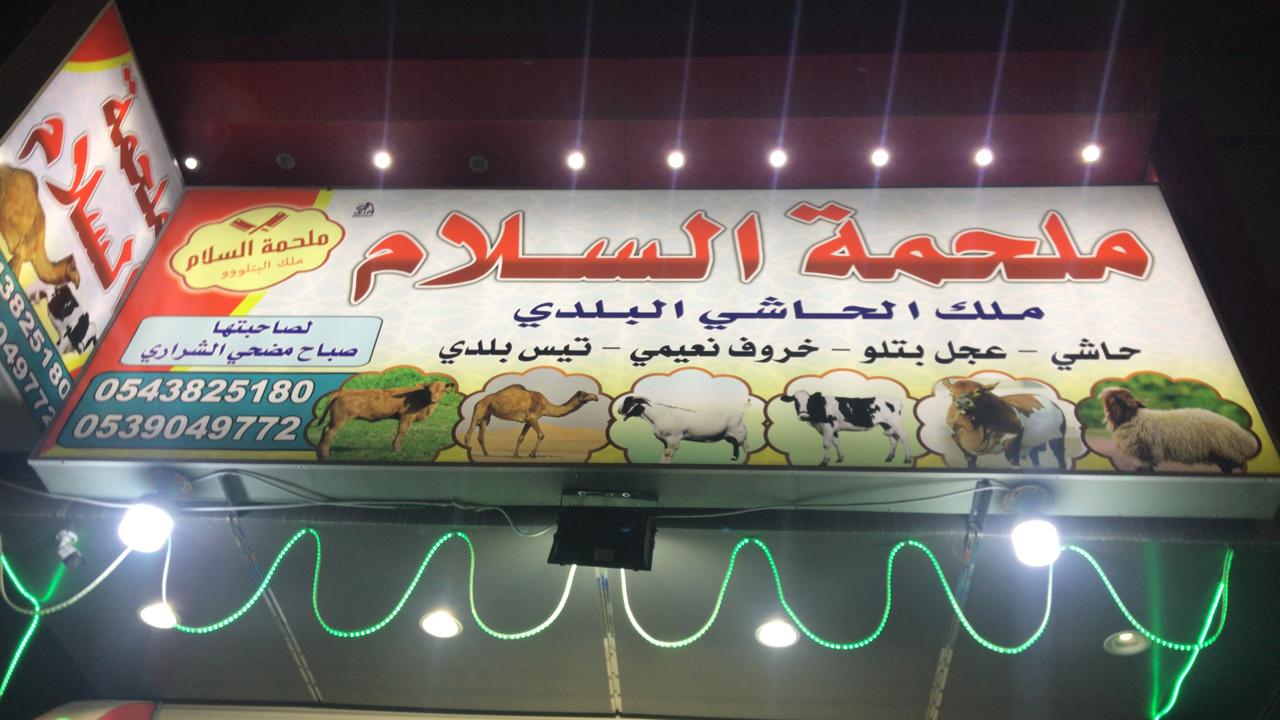 ملحمة السلام
ملك الحاشي البلدي
حاشي - عجل بتلو - خروف نعيمي - تيس بلدي
ملحمة السلام
ملك البتلووو
لصاحبتها
صباح مضحي الشراري
0543825180
0539049772
ملحمة
السلام